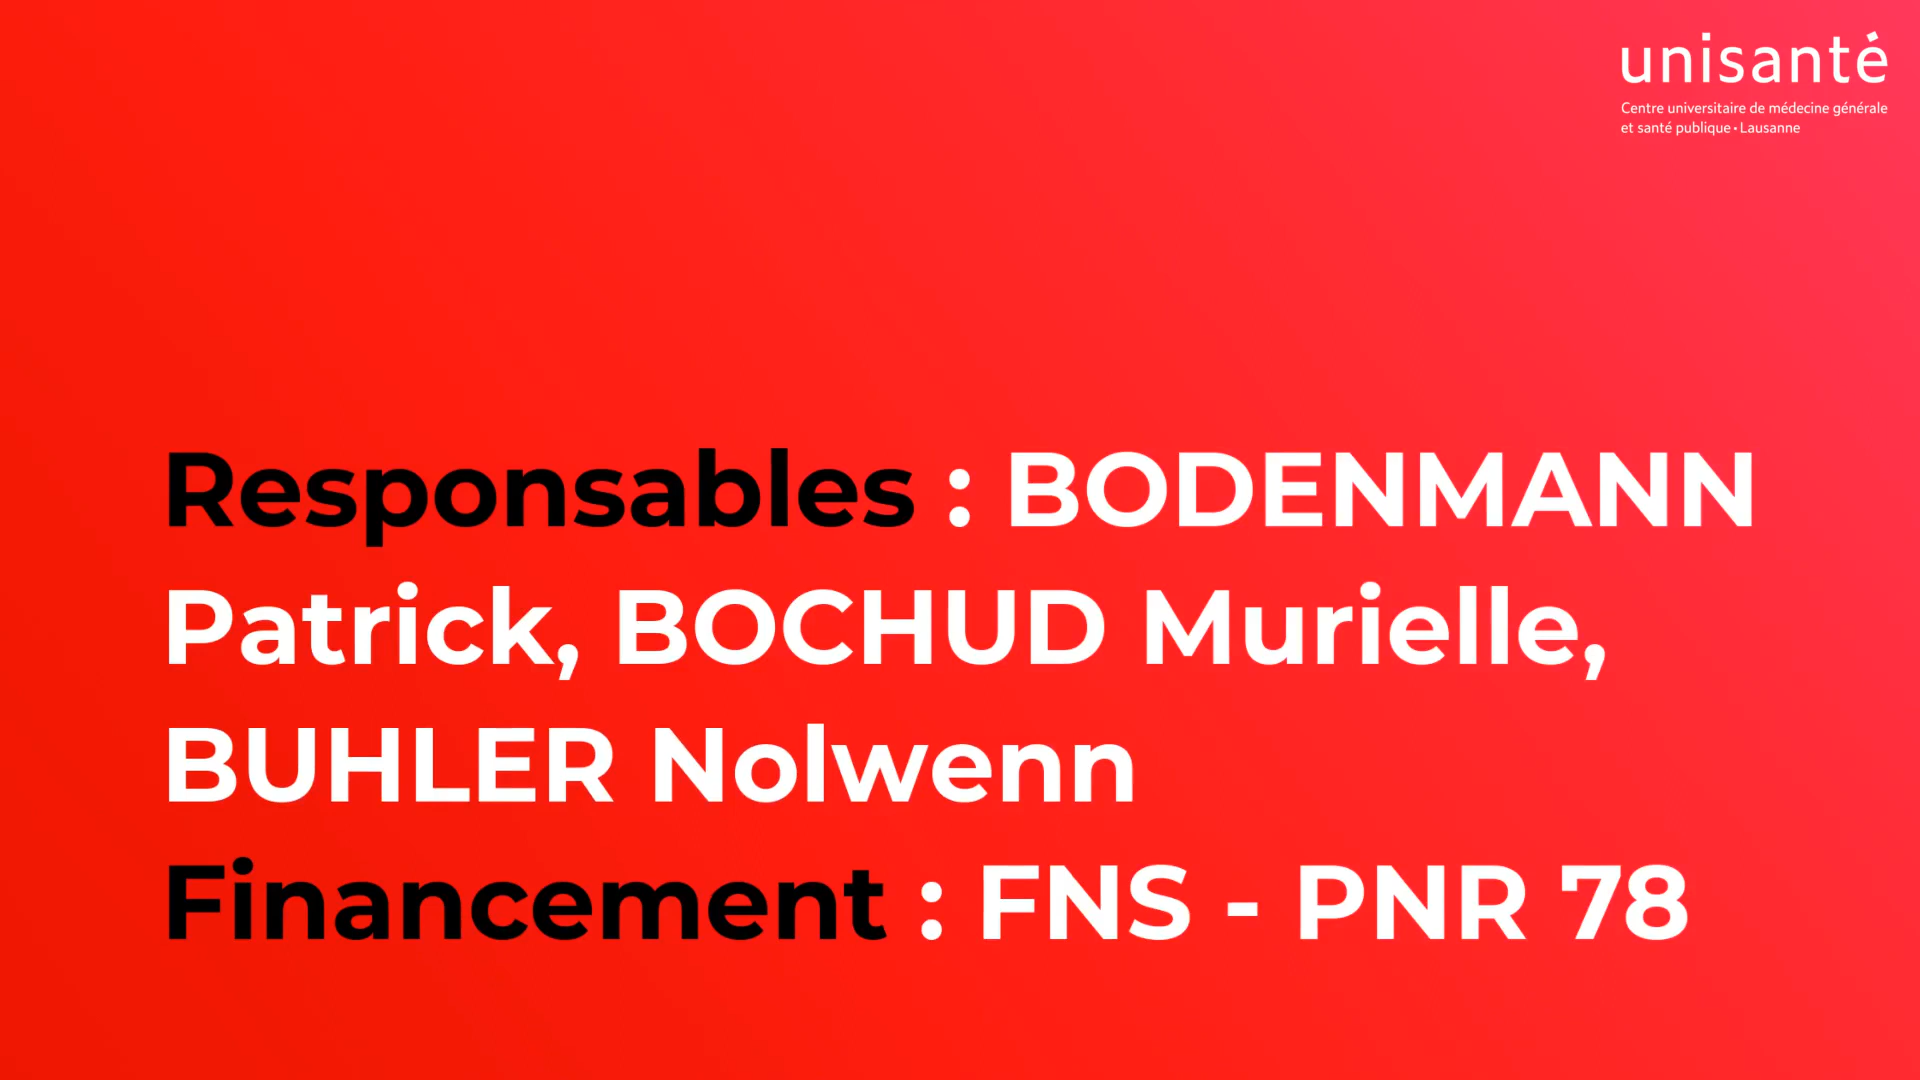 unisanté
Centre universitaire de médecine générale
et santé publique • Lausanne
Responsables : BODENMANN
Patrick, BOCHUD Murielle,
BUHLER Nolwenn
Financement : FNS - PNR 78